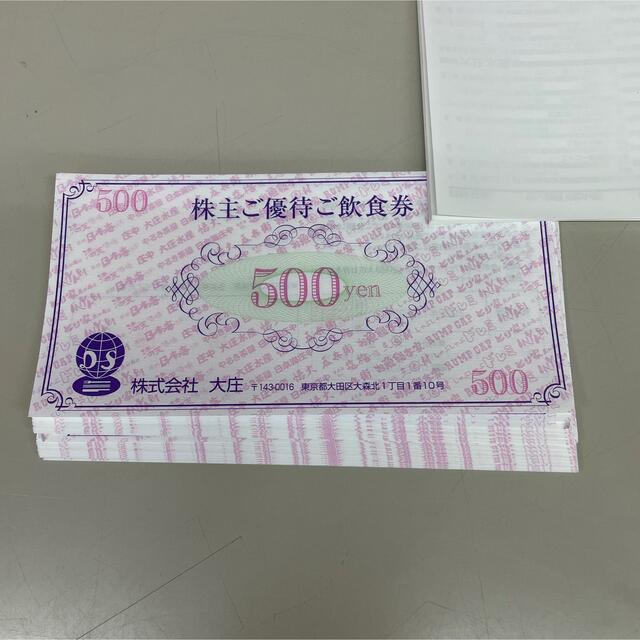 500
株主ご優待ご飲食券
500yen
OS
株式会社 大庄 〒143-0016 東京都大田区大森北1丁目1番10号
500